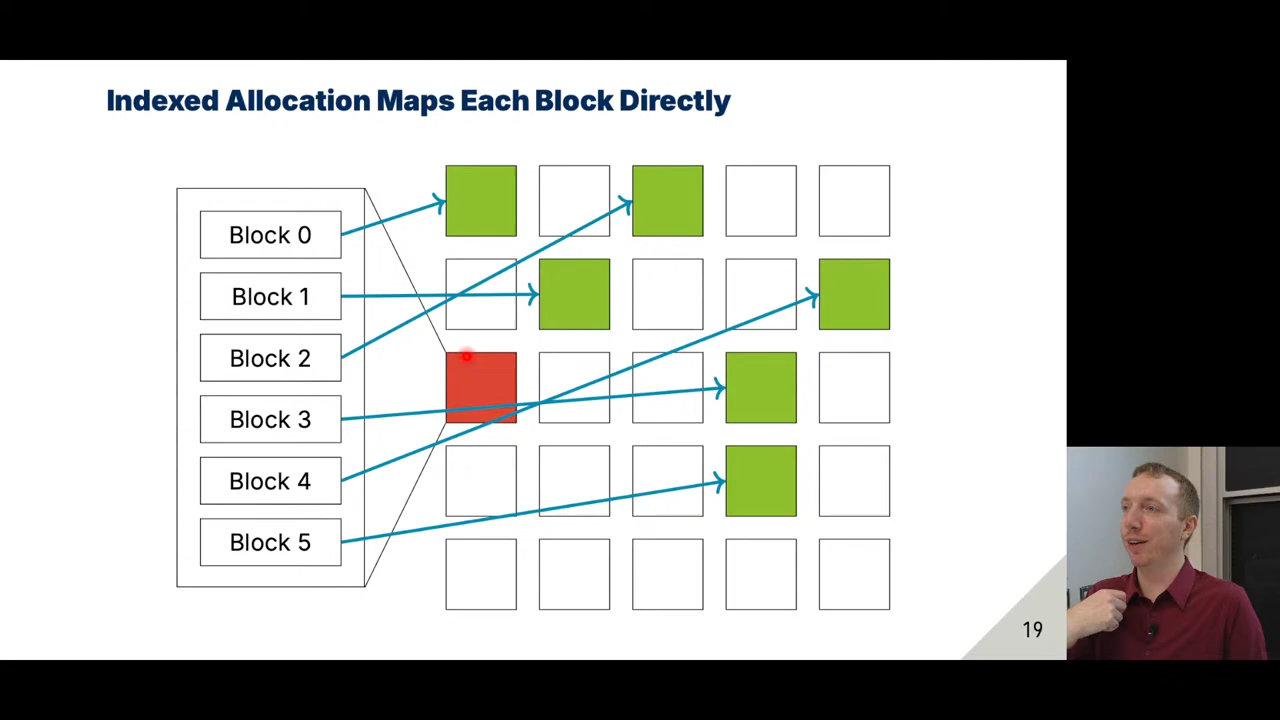 Indexed Allocation Maps Each Block Directly
Block 0
Block 1
Block 2
Block 3
Block 4
Block 5
19